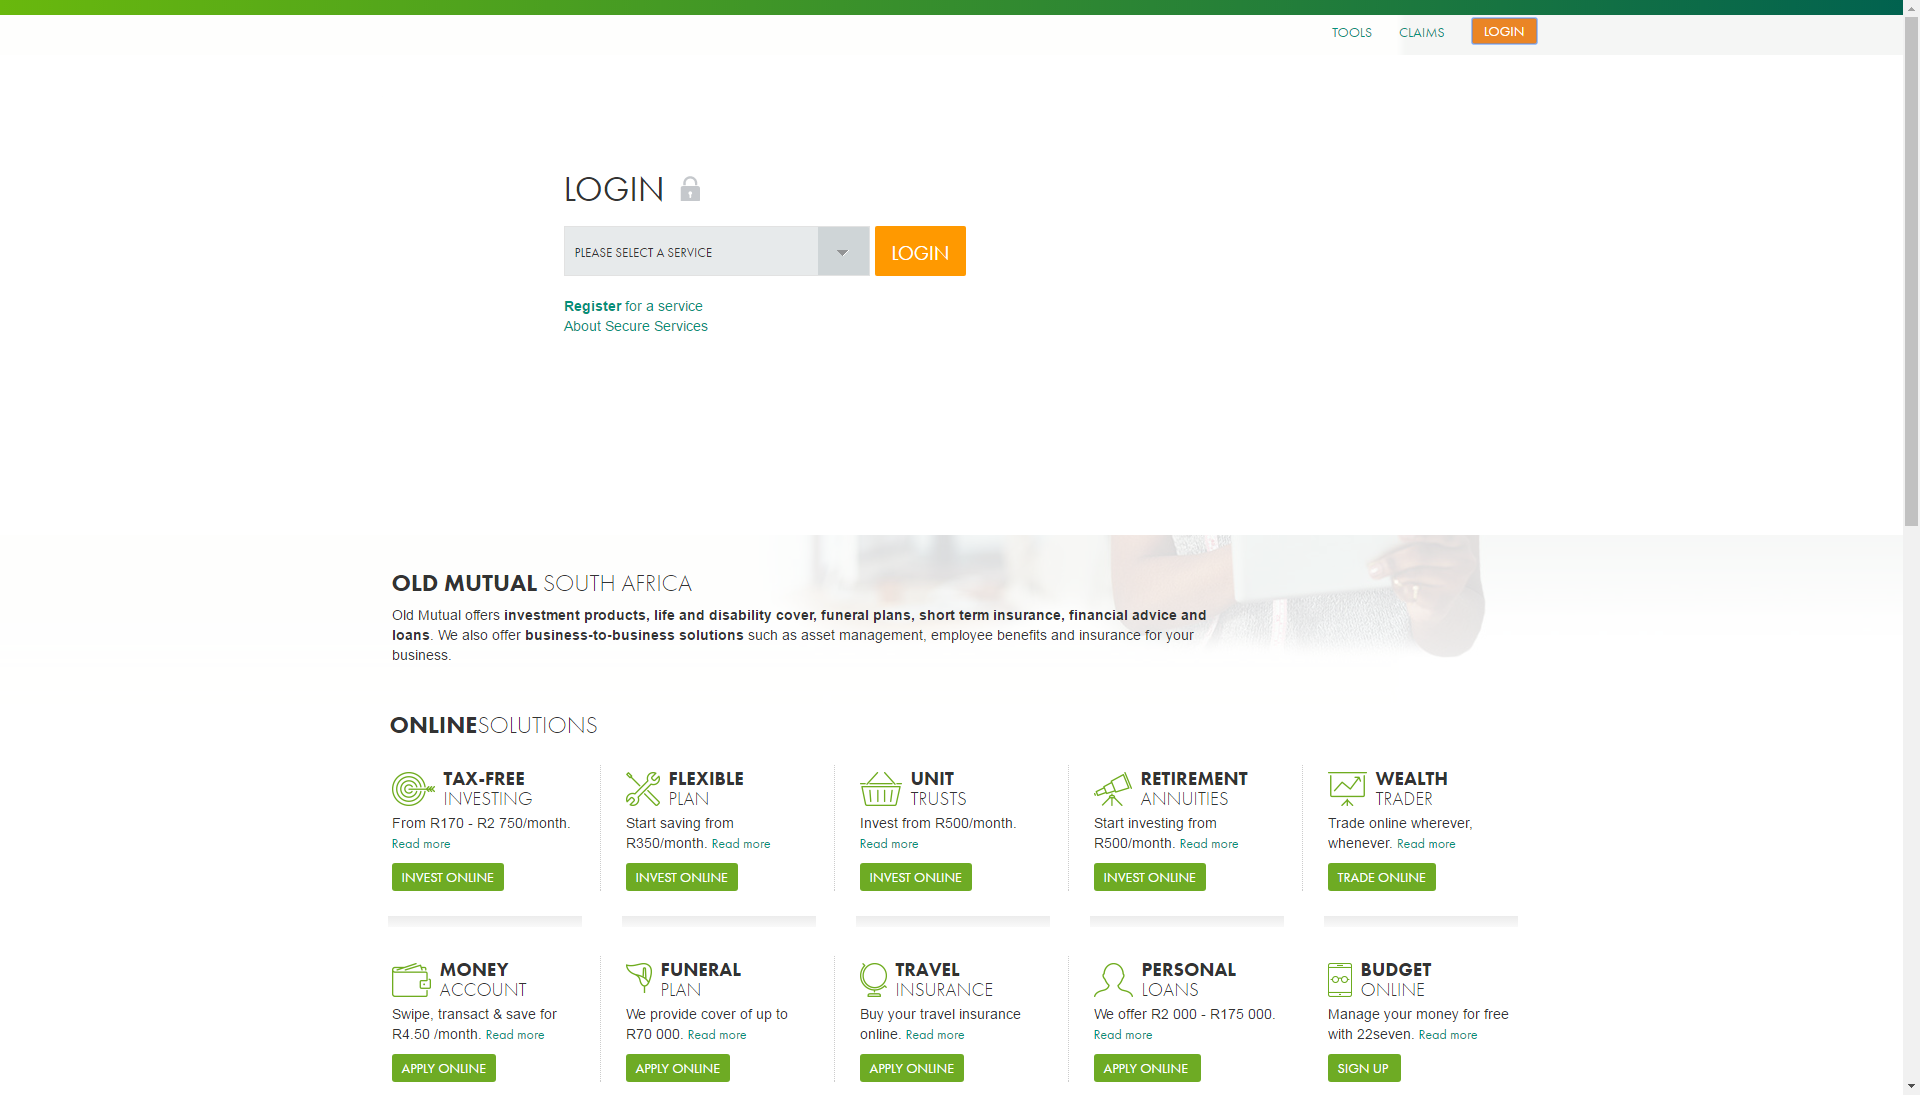 TOOLS CLAIMS LOGIN
LOGIN
PLEASE SELECT A SERVICE LOGIN
Register for a service
About Secure Services
OLD MUTUAL SOUTH AFRICA
Old Mutual offers investment products, life and disability cover, funeral plans, short term insurance, financial advice and
loans. We also offer business-to-business solutions such as asset management, employee benefits and insurance for your
business.
ONLINESOLUTIONS
TAX-FREE
INVESTING
From R170 - R2 750/month.
Read more
INVEST ONLINE
FLEXIBLE
PLAN
Start saving from
R350/month. Read more
INVEST ONLINE
UNIT
TRUSTS
Invest from R500/month.
Read more
INVEST ONLINE
RETIREMENT
ANNUITIES
Start investing from
R500/month. Read more
INVEST ONLINE
WEALTH
TRADER
Trade online wherever,
whenever. Read more
TRADE ONLINE
MONEY
ACCOUNT
Swipe, transact & save for
R4.50 /month. Read more
APPLY ONLINE
FUNERAL
PLAN
We provide cover of up to
R70 000. Read more
APPLY ONLINE
TRAVEL
INSURANCE
Buy your travel insurance
online. Read more
APPLY ONLINE
PERSONAL
LOANS
We offer R2 000 - R175 000.
Read more
APPLY ONLINE
BUDGET
ONLINE
Manage your money for free
with 22seven. Read more
SIGN UP